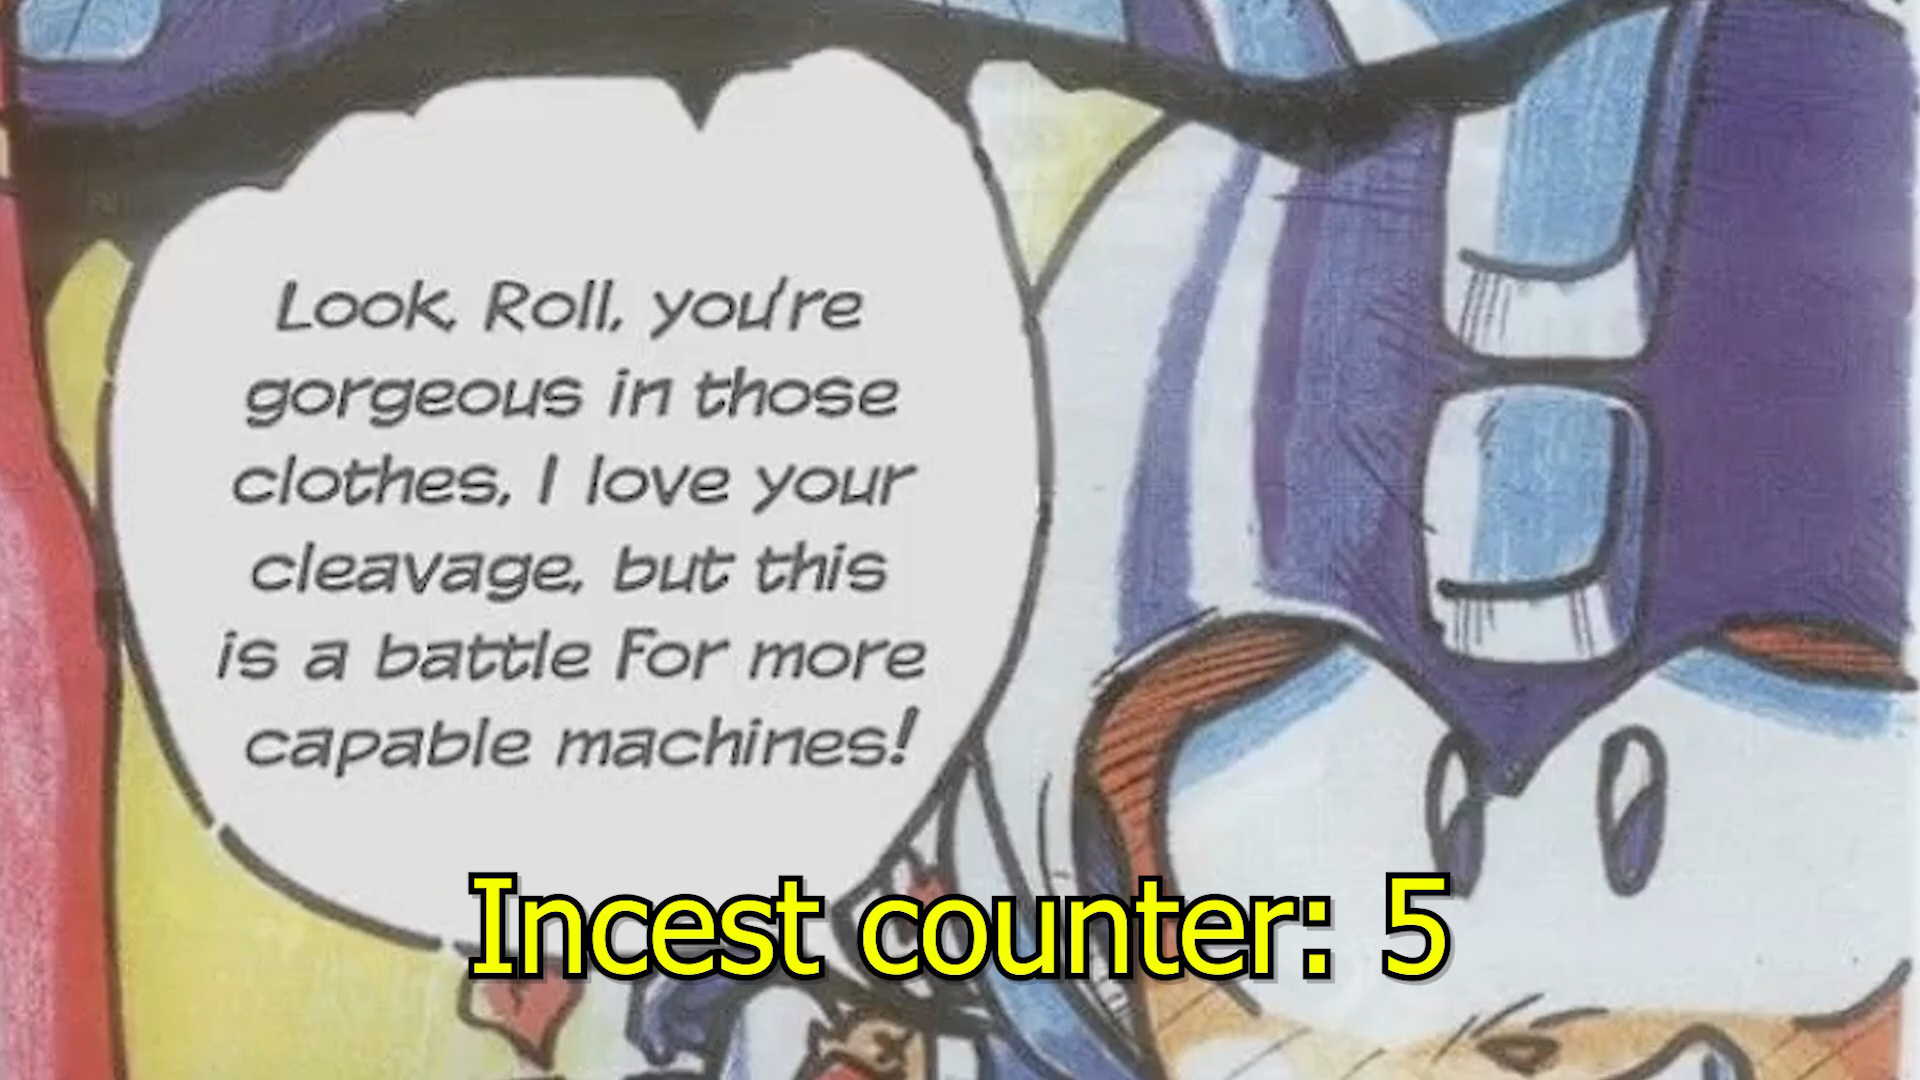 Look, Roll, you're
gorgeous in those
clothes, I love your
cleavage, but this
is a battle for more
capable machines!
Incest counter: 5